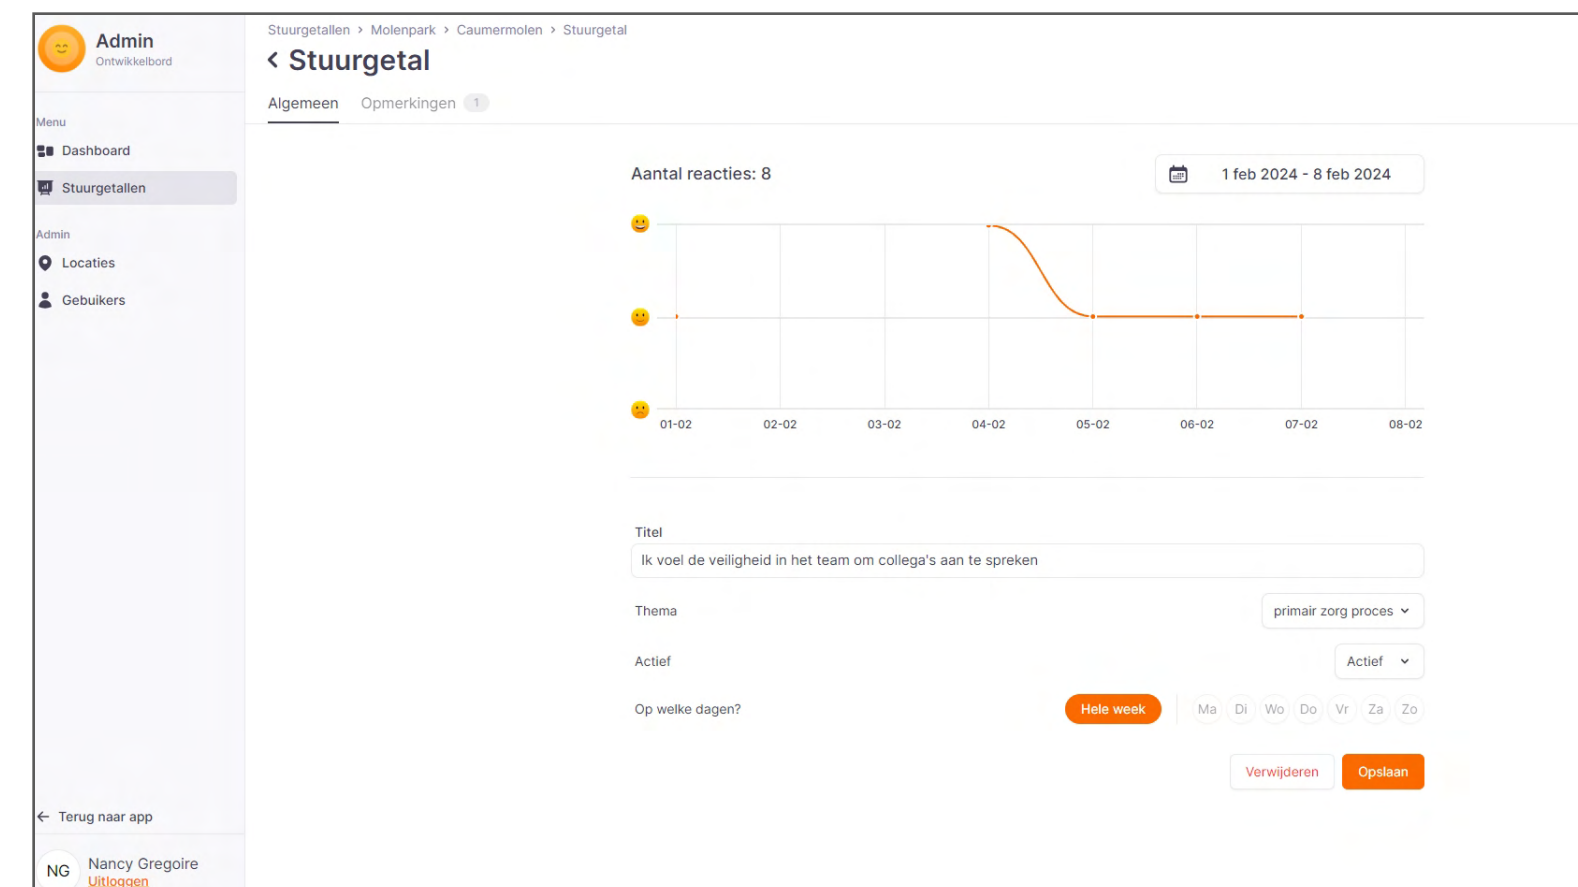 Admin
Ontwikkelbord
Menu
Dashboard
Stuurgetallen
Admin
Locaties
Gebuikers
Terug naar app
NG
Nancy Gregoire
Uitloggen
Stuurgetallen > Molenpark > Caumermolen > Stuurgetal
Stuurgetal
Algemeen Opmerkingen 1
Aantal reacties: 8
1 feb 2024 - 8 feb 2024
01-02 02-02 03-02 04-02 05-02 06-02 07-02 08-02
Titel
Ik voel de veiligheid in het team om collega's aan te spreken
Thema primair zorg proces
Actief Actief
Op welke dagen? Hele week Ma Di Wo Do Vr Za Zo
Verwijderen Opslaan